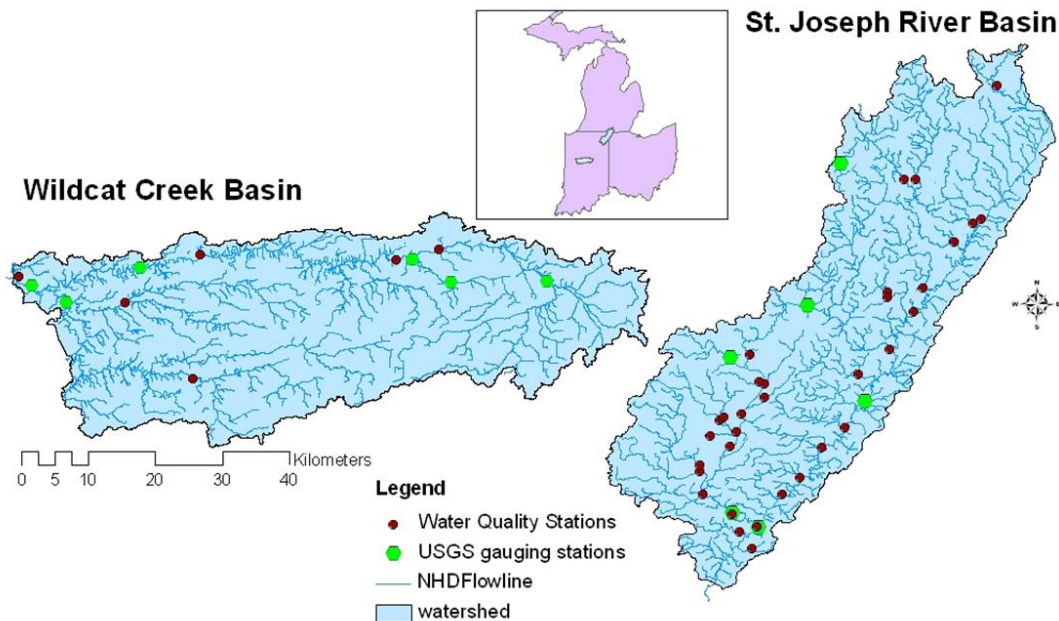 St. Joseph River Basin
Wildcat Creek Basin
N
W E
S
Kilometers
0 5 10 20 30 40
Legend
Water Quality Stations
USGS gauging stations
NHDFlowline
watershed